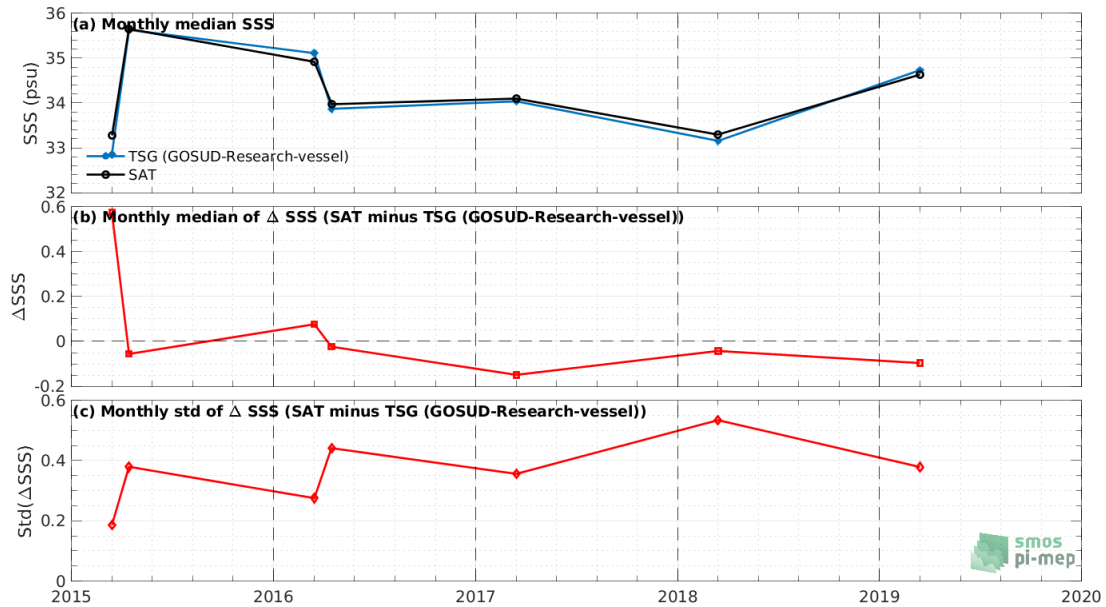 36
(a) Monthly median SSS
35
34
33
32
SSS (psu)
TSG (GOSUD-Research-vessel)
SAT
0.6
(b) Monthly median of Δ SSS (SAT minus TSG (GOSUD-Research-vessel))
0.4
0.2
0
-0.2
ΔSSS
0.6
(c) Monthly std of Δ SSS (SAT minus TSG (GOSUD-Research-vessel))
0.4
0.2
0
Std(ΔSSS)
smos
pi-mep
2015 2016 2017 2018 2019 2020